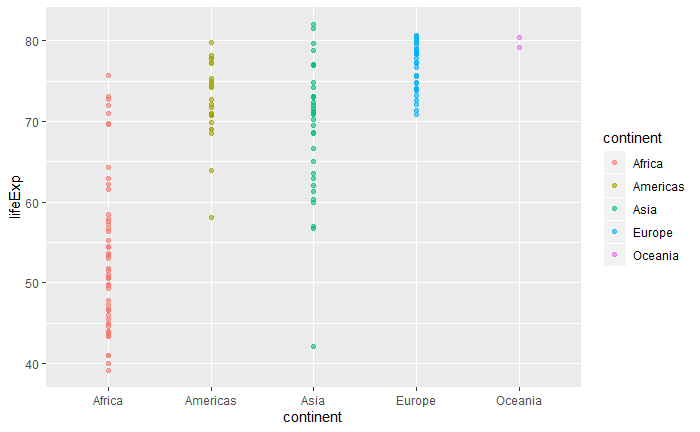 lifeExp
80
70
60
50
40
Africa Americas Asia Europe Oceania
continent
continent
Africa
Americas
Asia
Europe
Oceania